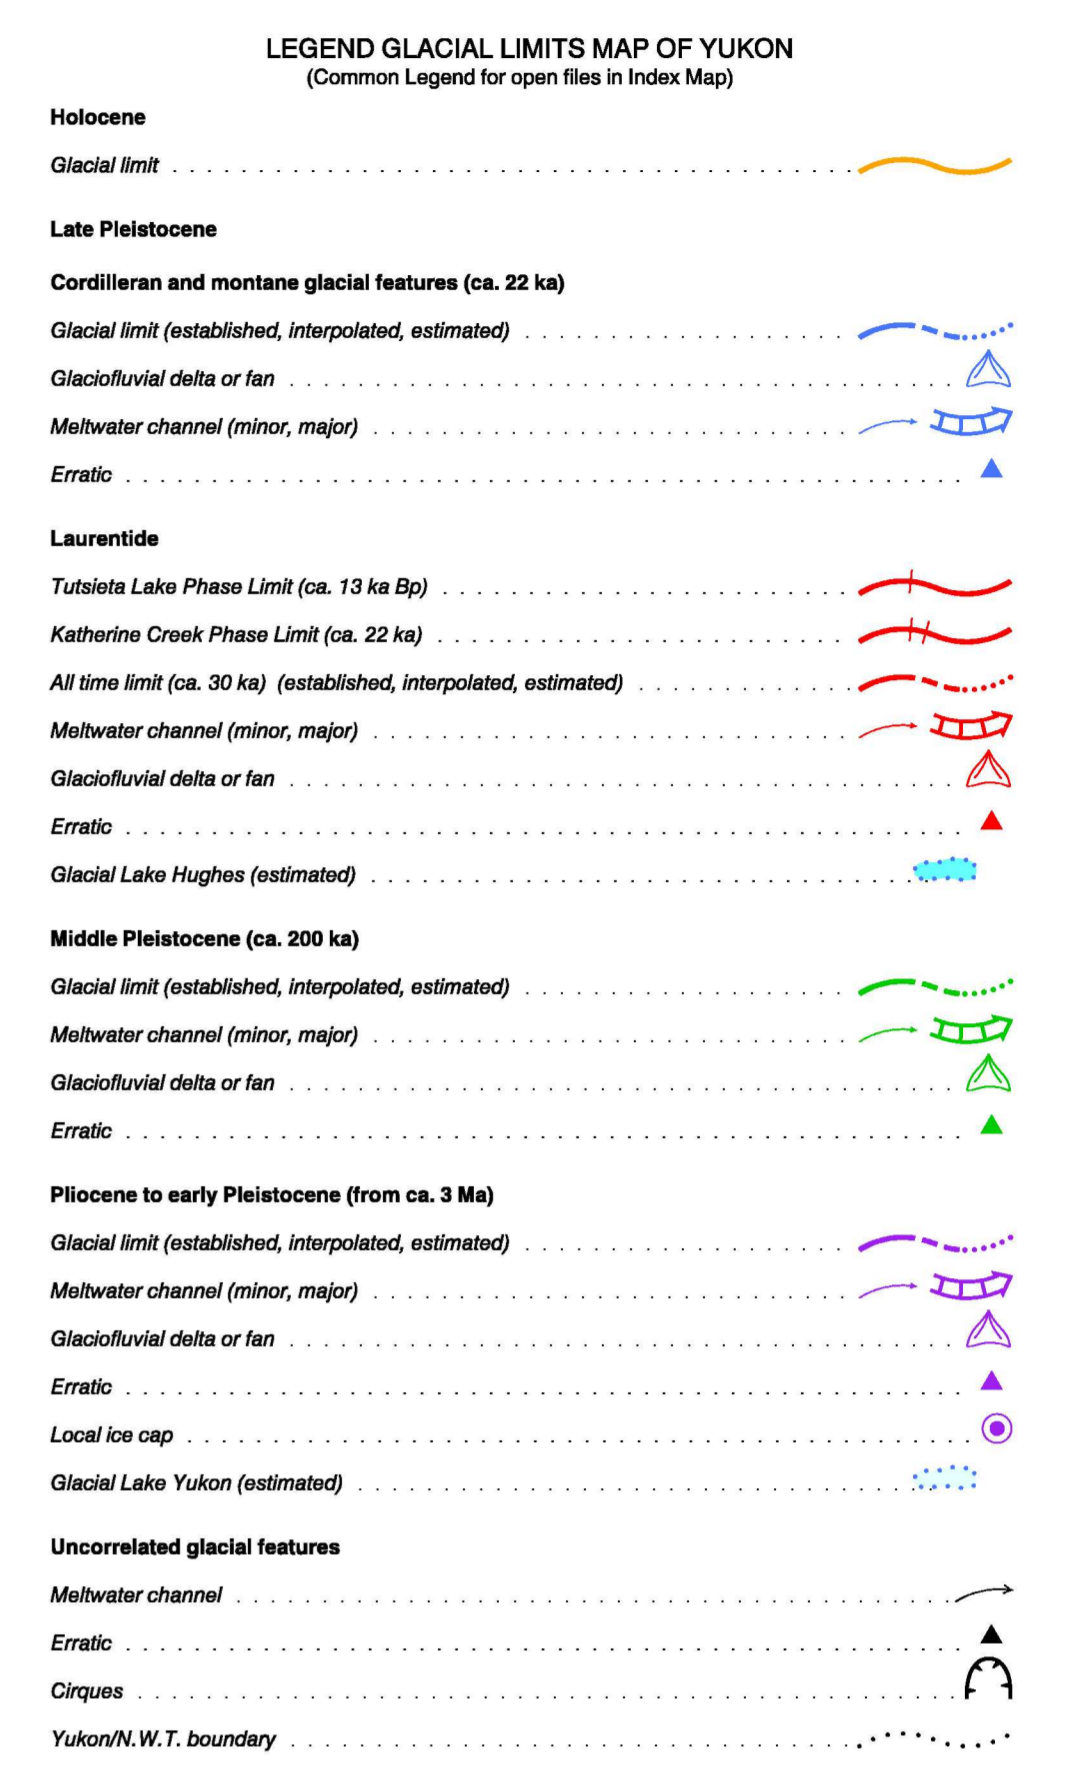 LEGEND GLACIAL LIMITS MAP OF YUKON
(Common Legend for open files in Index Map)
Holocene
Glacial limit
Late Pleistocene
Cordilleran and montane glacial features (ca. 22 ka)
Glacial limit (established, interpolated, estimated)
Glaciofluvial delta or fan
Meltwater channel (minor, major)
Erratic
Laurentide
Tutsieta Lake Phase Limit (ca. 13 ka Bp)
Katherine Creek Phase Limit (ca. 22 ka)
All time limit (ca. 30 ka) (established, interpolated, estimated)
Meltwater channel (minor, major)
Glaciofluvial delta or fan
Erratic
Glacial Lake Hughes (estimated)
Middle Pleistocene (ca. 200 ka)
Glacial limit (established, interpolated, estimated)
Meltwater channel (minor, major)
Glaciofluvial delta or fan
Erratic
Pliocene to early Pleistocene (from ca. 3 Ma)
Glacial limit (established, interpolated, estimated)
Meltwater channel (minor, major)
Glaciofluvial delta or fan
Erratic
Local ice cap
Glacial Lake Yukon (estimated)
Uncorrelated glacial features
Meltwater channel
Erratic
Cirques
Yukon/N.W.T. boundary